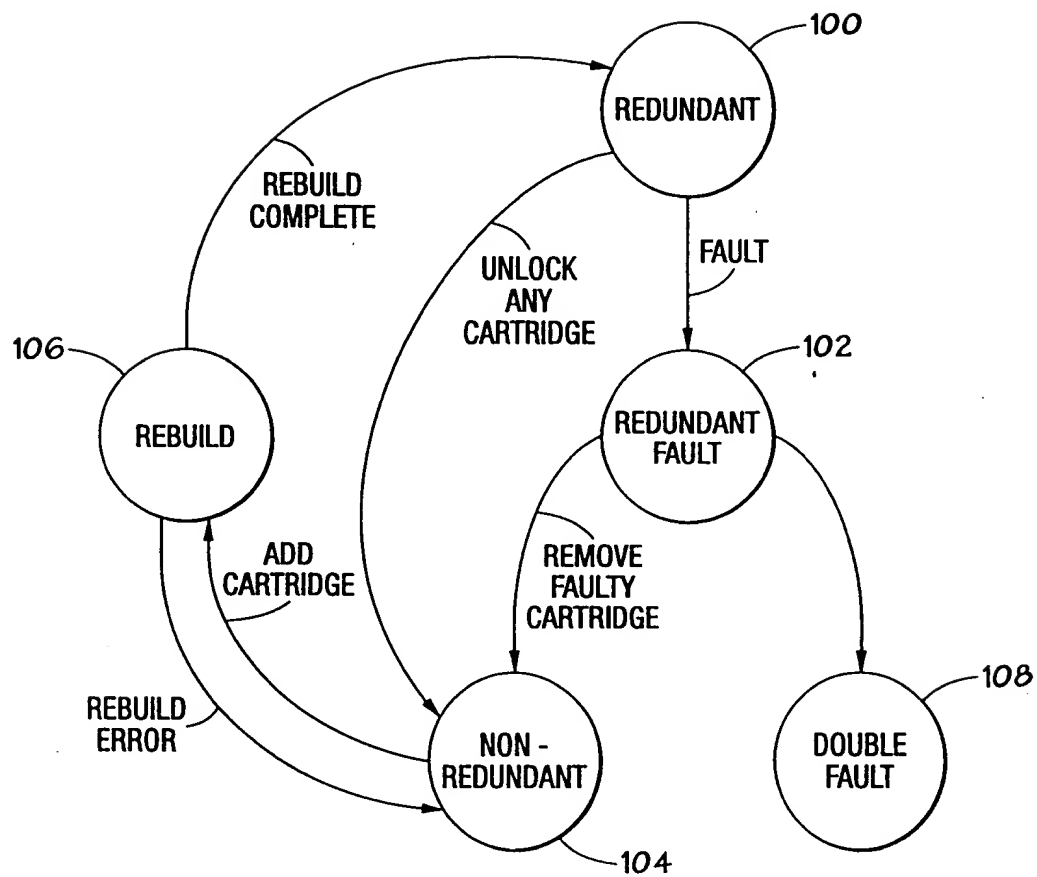 100
REDUNDANT
REBUILD
COMPLETE
UNLOCK
ANY
CARTRIDGE
FAULT
106
102
REBUILD
REDUNDANT
FAULT
ADD
CARTRIDGE
REMOVE
FAULTY
CARTRIDGE
108
REBUILD
ERROR
NON -
REDUNDANT
DOUBLE
FAULT
104